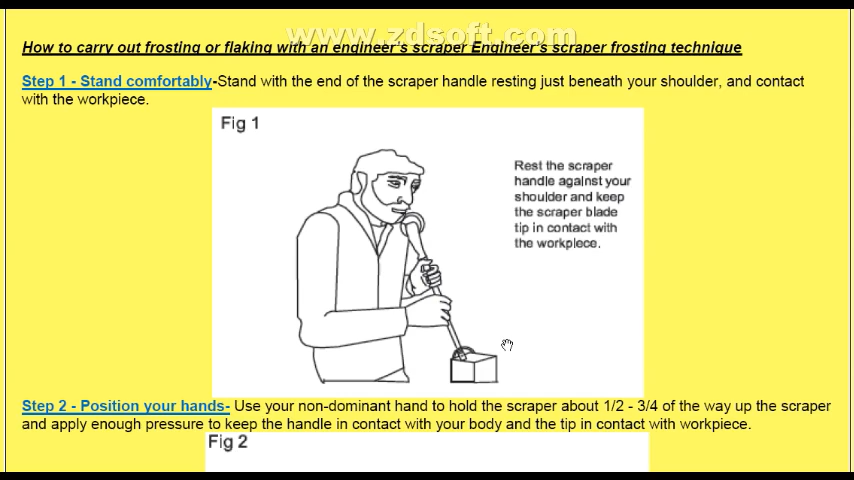 www.zdsoft.com
How to carry out frosting or flaking with an engineer's scraper Engineer's scraper frosting technique
Step 1 - Stand comfortably-Stand with the end of the scraper handle resting just beneath your shoulder, and contact
with the workpiece.
Fig 1
Rest the scraper
handle against your
shoulder and keep
the scraper blade
tip in contact with
the workpiece.
Step 2 - Position your hands- Use your non-dominant hand to hold the scraper about 1/2 - 3/4 of the way up the scraper
and apply enough pressure to keep the handle in contact with your body and the tip in contact with workpiece.
Fig 2